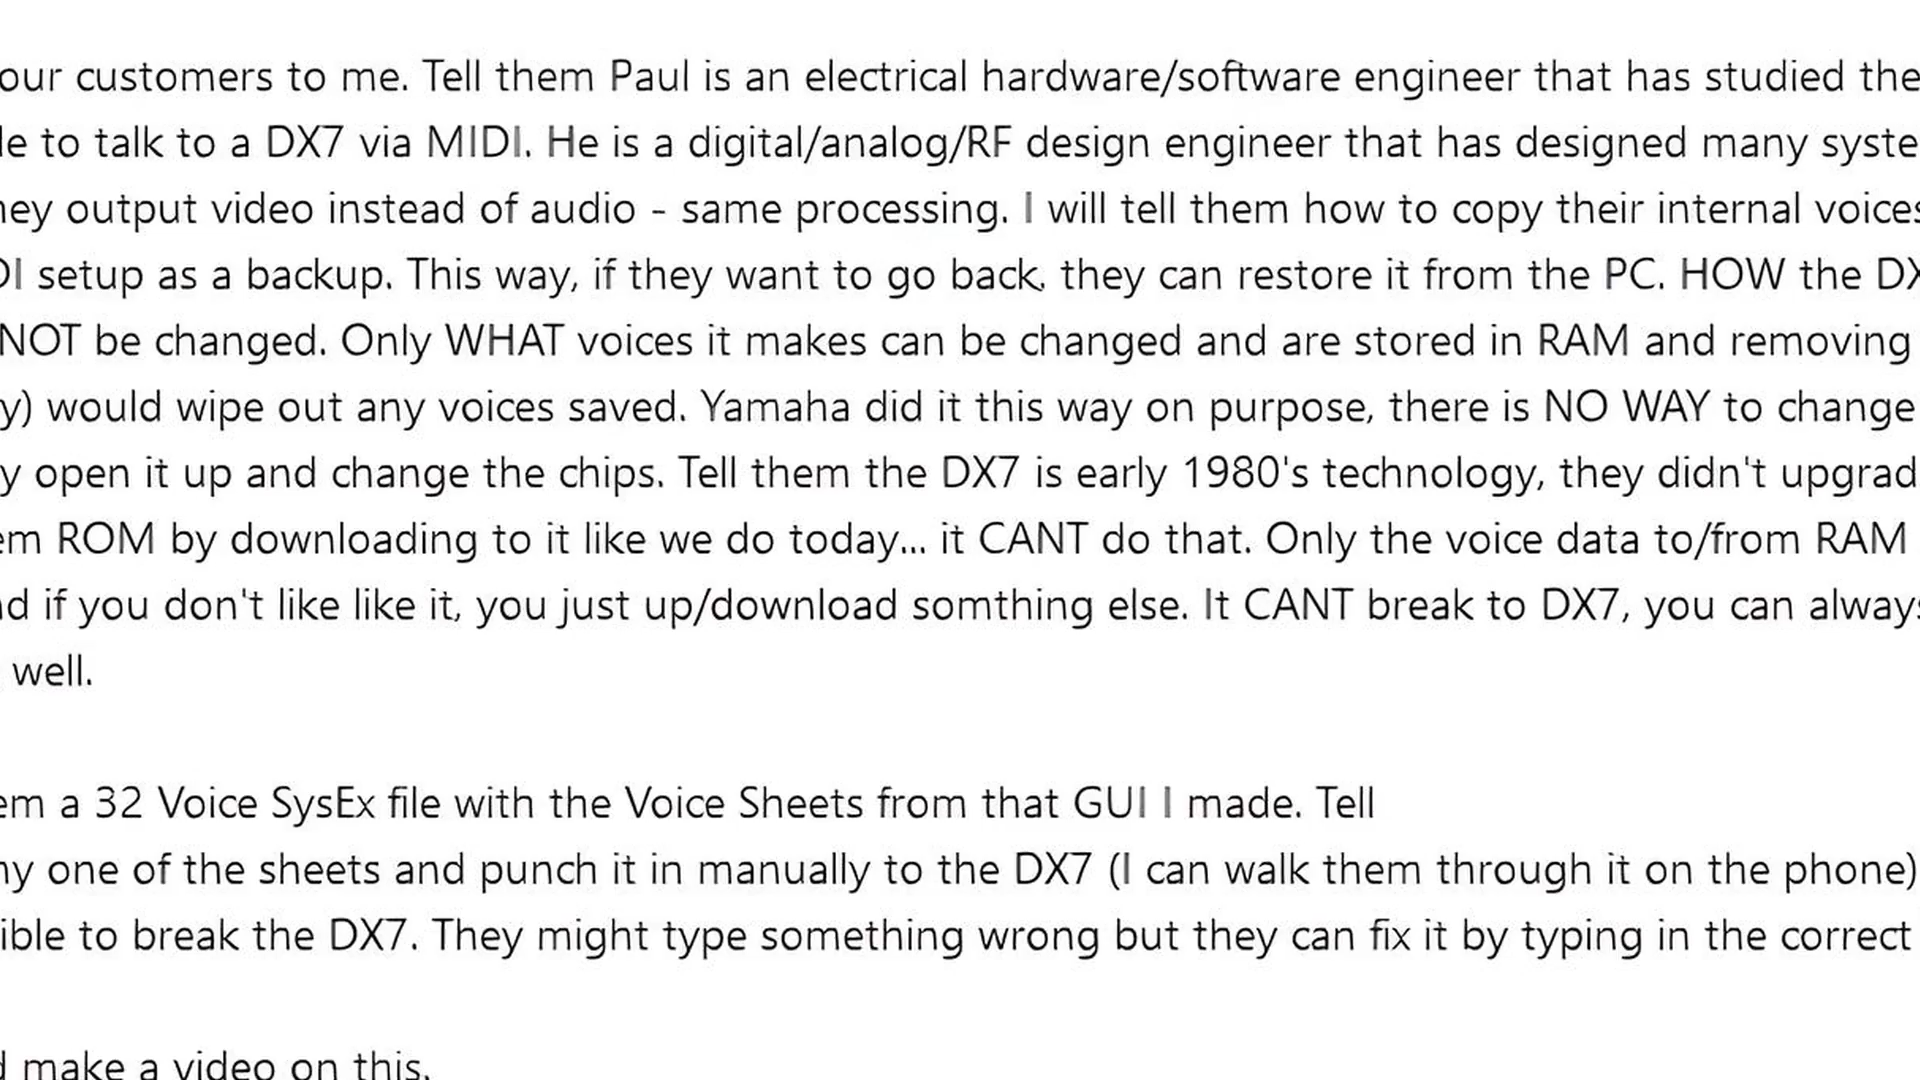 our customers to me. Tell them Paul is an electrical hardware/software engineer that has studied the
le to talk to a DX7 via MIDI. He is a digital/analog/RF design engineer that has designed many syste
ney output video instead of audio - same processing. I will tell them how to copy their internal voices
DI setup as a backup. This way, if they want to go back, they can restore it from the PC. HOW the DX
NOT be changed. Only WHAT voices it makes can be changed and are stored in RAM and removing
y) would wipe out any voices saved. Yamaha did it this way on purpose, there is NO WAY to change
y open it up and change the chips. Tell them the DX7 is early 1980's technology, they didn't upgrad
em ROM by downloading to it like we do today... it CANT do that. Only the voice data to/from RAM
nd if you don't like like it, you just up/download somthing else. It CANT break to DX7, you can always
well.
em a 32 Voice SysEx file with the Voice Sheets from that GUI I made. Tell
ny one of the sheets and punch it in manually to the DX7 (I can walk them through it on the phone)
ible to break the DX7. They might type something wrong but they can fix it by typing in the correct
d make a video on this.